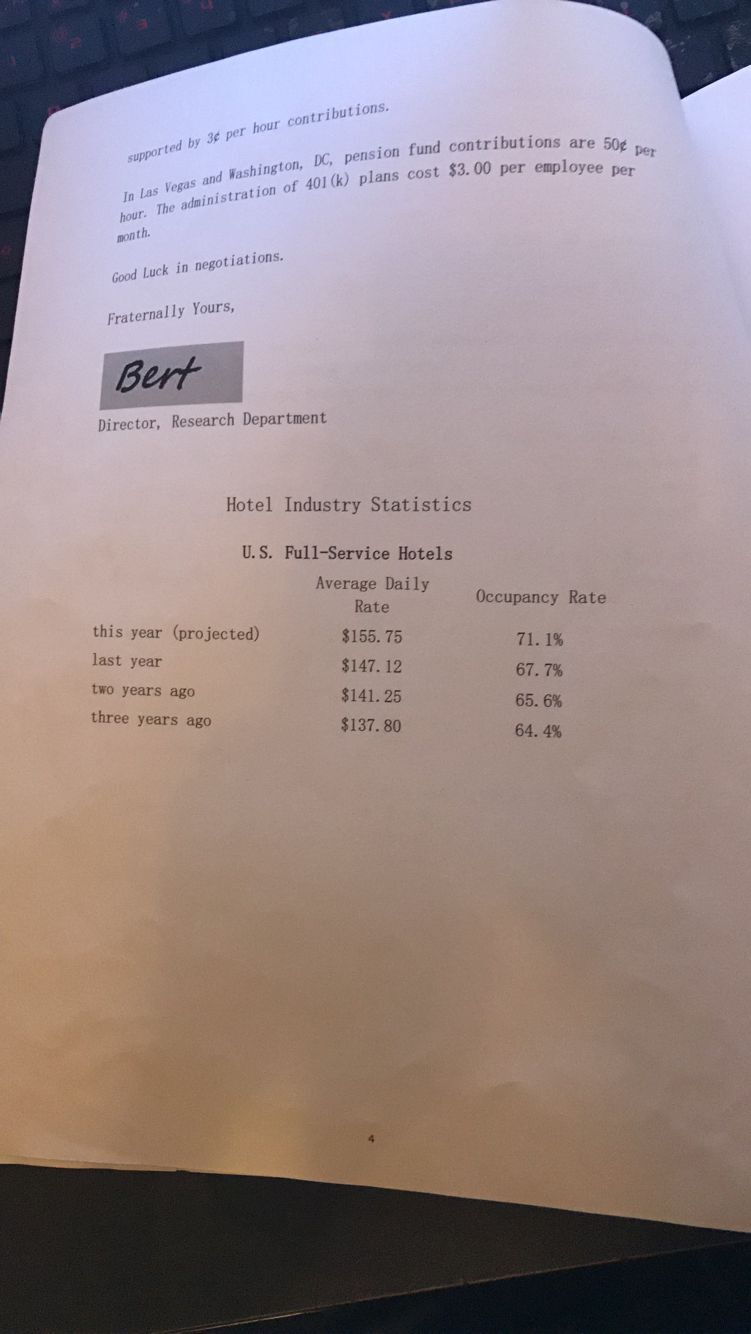 supported by 3¢ per hour contributions.
In Las Vegas and Washington, DC, pension fund contributions are 50¢ per
hour. The administration of 401(k) plans cost $3.00 per employee per
month.
Good Luck in negotiations.
Fraternally Yours,
Bert
Director, Research Department
Hotel Industry Statistics
U.S. Full-Service Hotels
Average Daily
Rate
Occupancy Rate
this year (projected) $155.75 71.1%
last year $147.12 67.7%
two years ago $141.25 65.6%
three years ago $137.80 64.4%
4